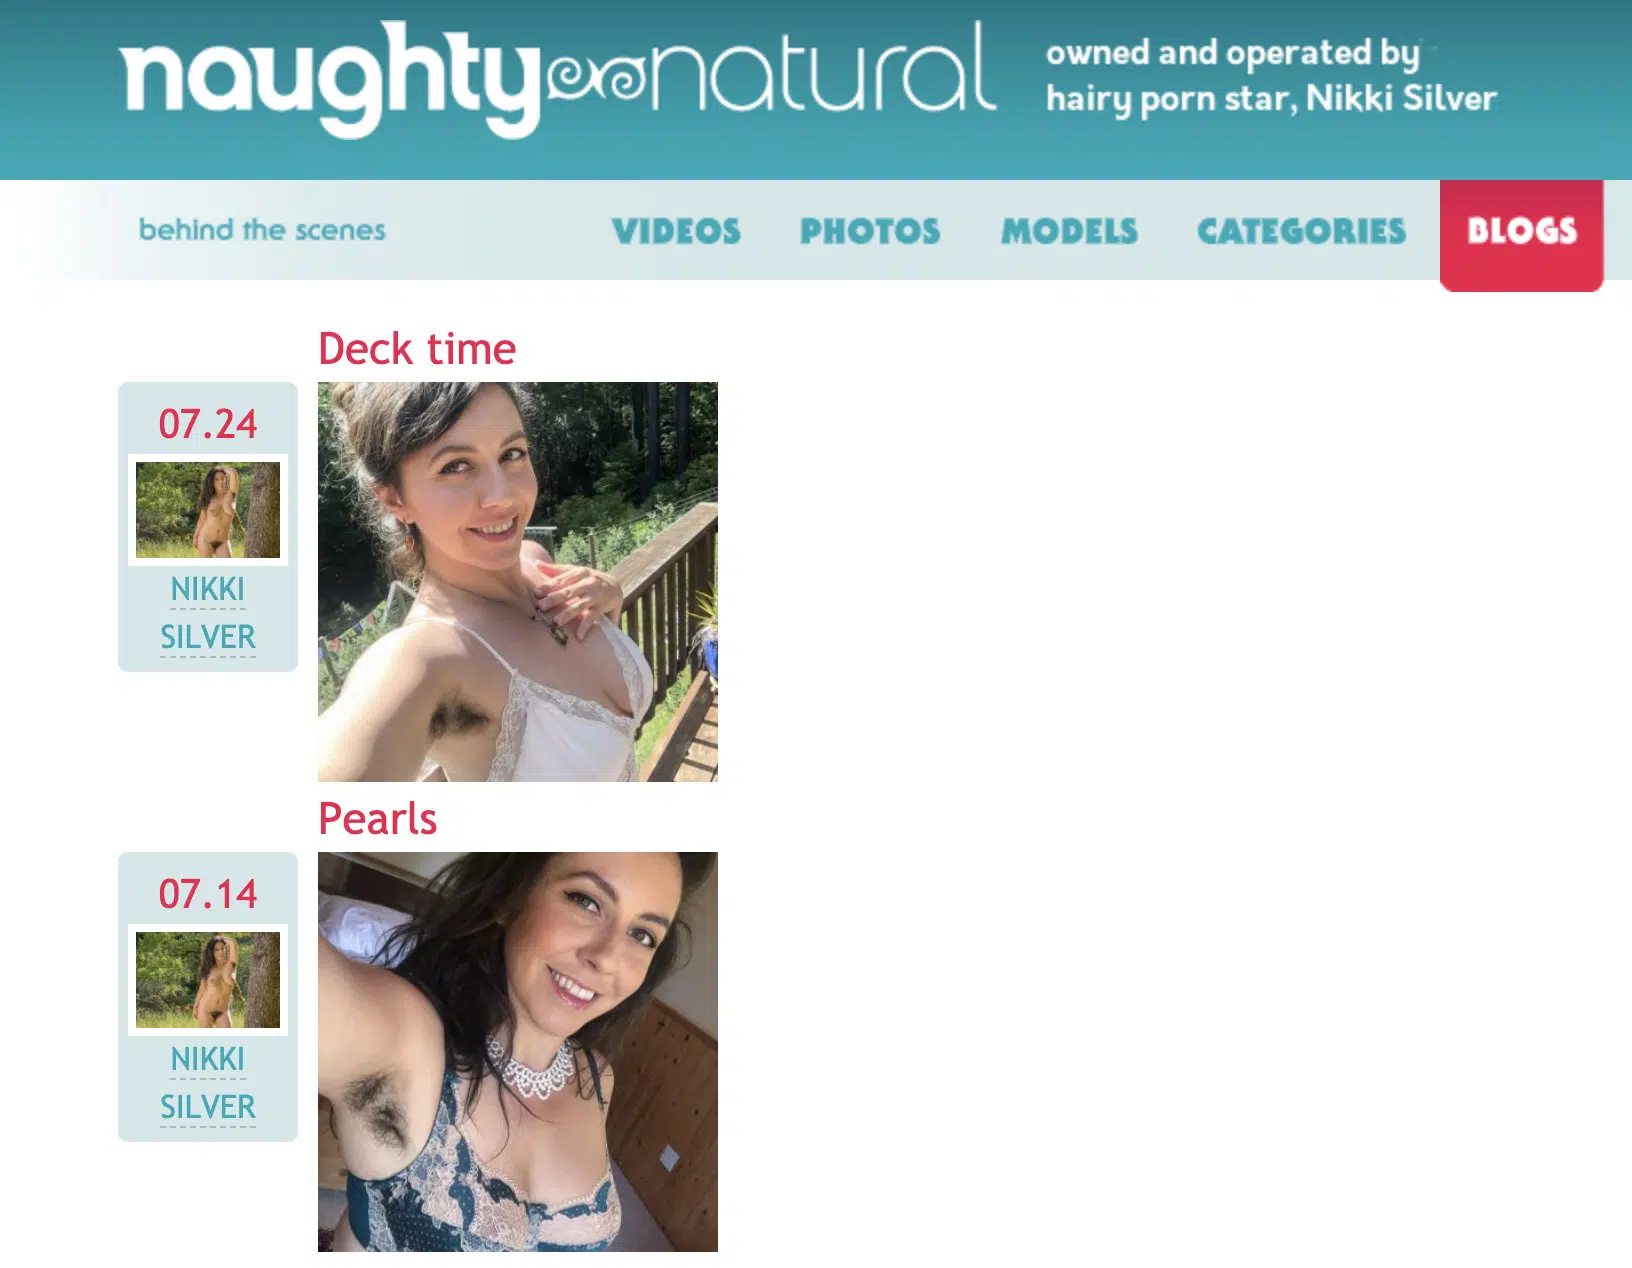 naughty natural
owned and operated by
hairy porn star, Nikki Silver
behind the scenes
VIDEOS
PHOTOS
MODELS
CATEGORIES
BLOGS
Deck time
07.24
NIKKI
SILVER
Pearls
07.14
NIKKI
SILVER